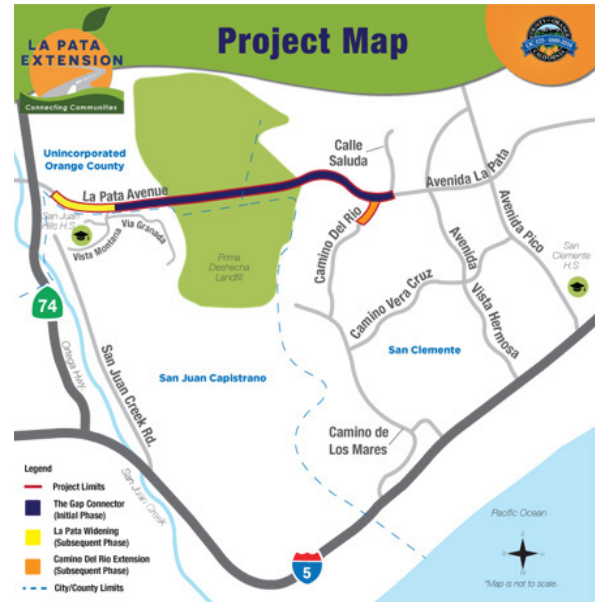 LA PATA
EXTENSION
Connecting Communities
Project Map
COUNTY OF ORANGE
CALIFORNIA
Unincorporated
Orange County
Calle
Saluda
La Pata Avenue
Avenida La Pata
San Juan
Hills H.S.
Via Granada
Vista Montana
Prima
Deshecha
Landfill
Camino Del Rio
Avenida
Vista Hermosa
Avenida Pico
San
Clemente
H.S.
Camino Vera Cruz
74
Ortega Hwy.
San Juan Creek Rd.
San Juan Capistrano
San Clemente
Camino de
Los Mares
San Juan Creek
Legend
Project Limits
The Gap Connector
(Initial Phase)
La Pata Widening
(Subsequent Phase)
Camino Del Rio Extension
(Subsequent Phase)
City/County Limits
5
Pacific Ocean
*Map is not to scale.